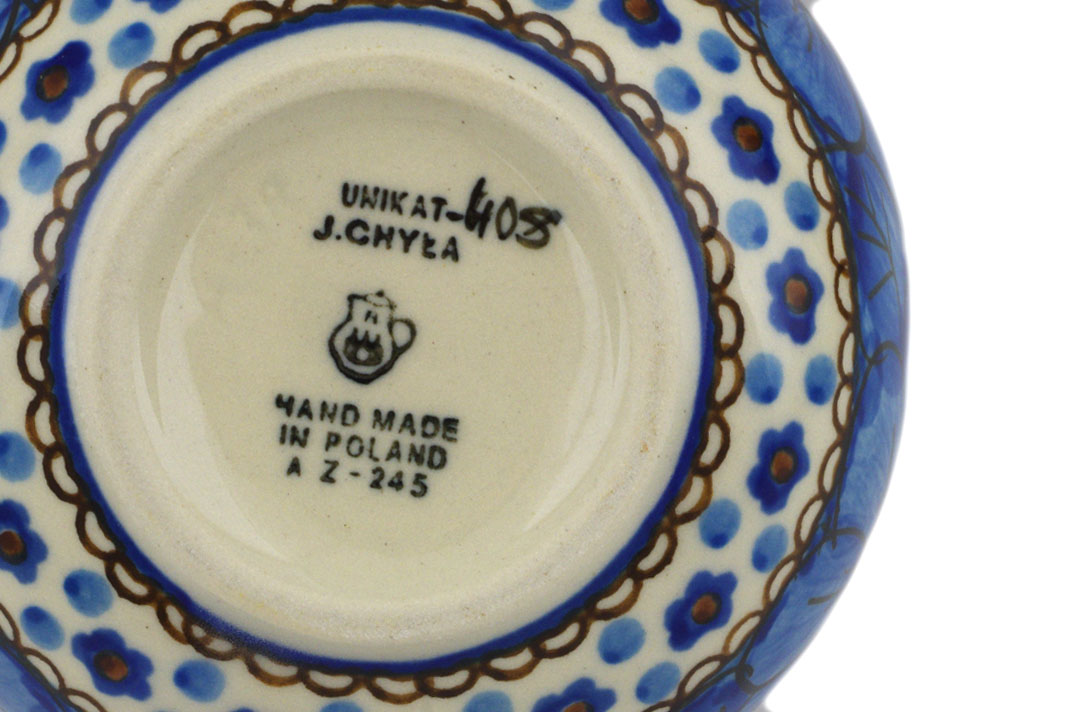 UNIKAT-408
J.CHYŁA
HAND MADE
IN POLAND
A Z-245